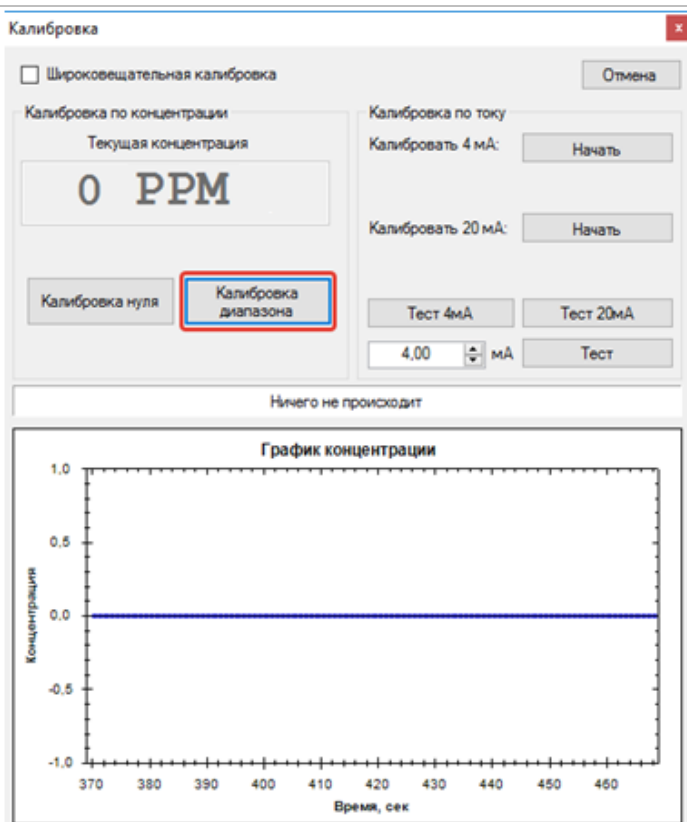 Калибровка
x
Широковещательная калибровка
Отмена
Калибровка по концентрации
Текущая концентрация
0 PPM
Калибровка нуля
Калибровка
диапазона
Калибровка по току
Калибровать 4 мА:
Начать
Калибровать 20 мА:
Начать
Тест 4мА
Тест 20мА
4,00
мА
Тест
Ничего не происходит
График концентрации
Концентрация
1,0
0,5
0,0
-0,5
-1,0
370 380 390 400 410 420 430 440 450 460
Время, сек